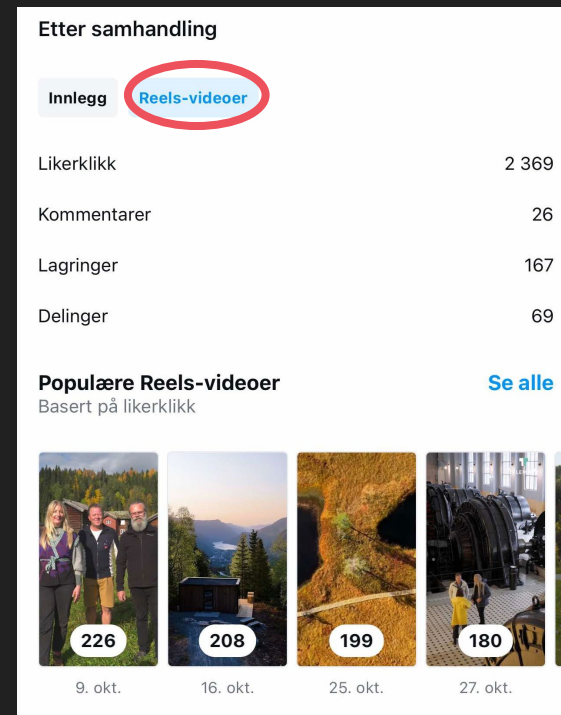 Etter samhandling
Innlegg Reels-videoer
Likerklikk 2 369
Kommentarer 26
Lagringer 167
Delinger 69
Populære Reels-videoer Se alle
Basert på likerklikk
226 208 199 180
9. okt. 16. okt. 25. okt. 27. okt.